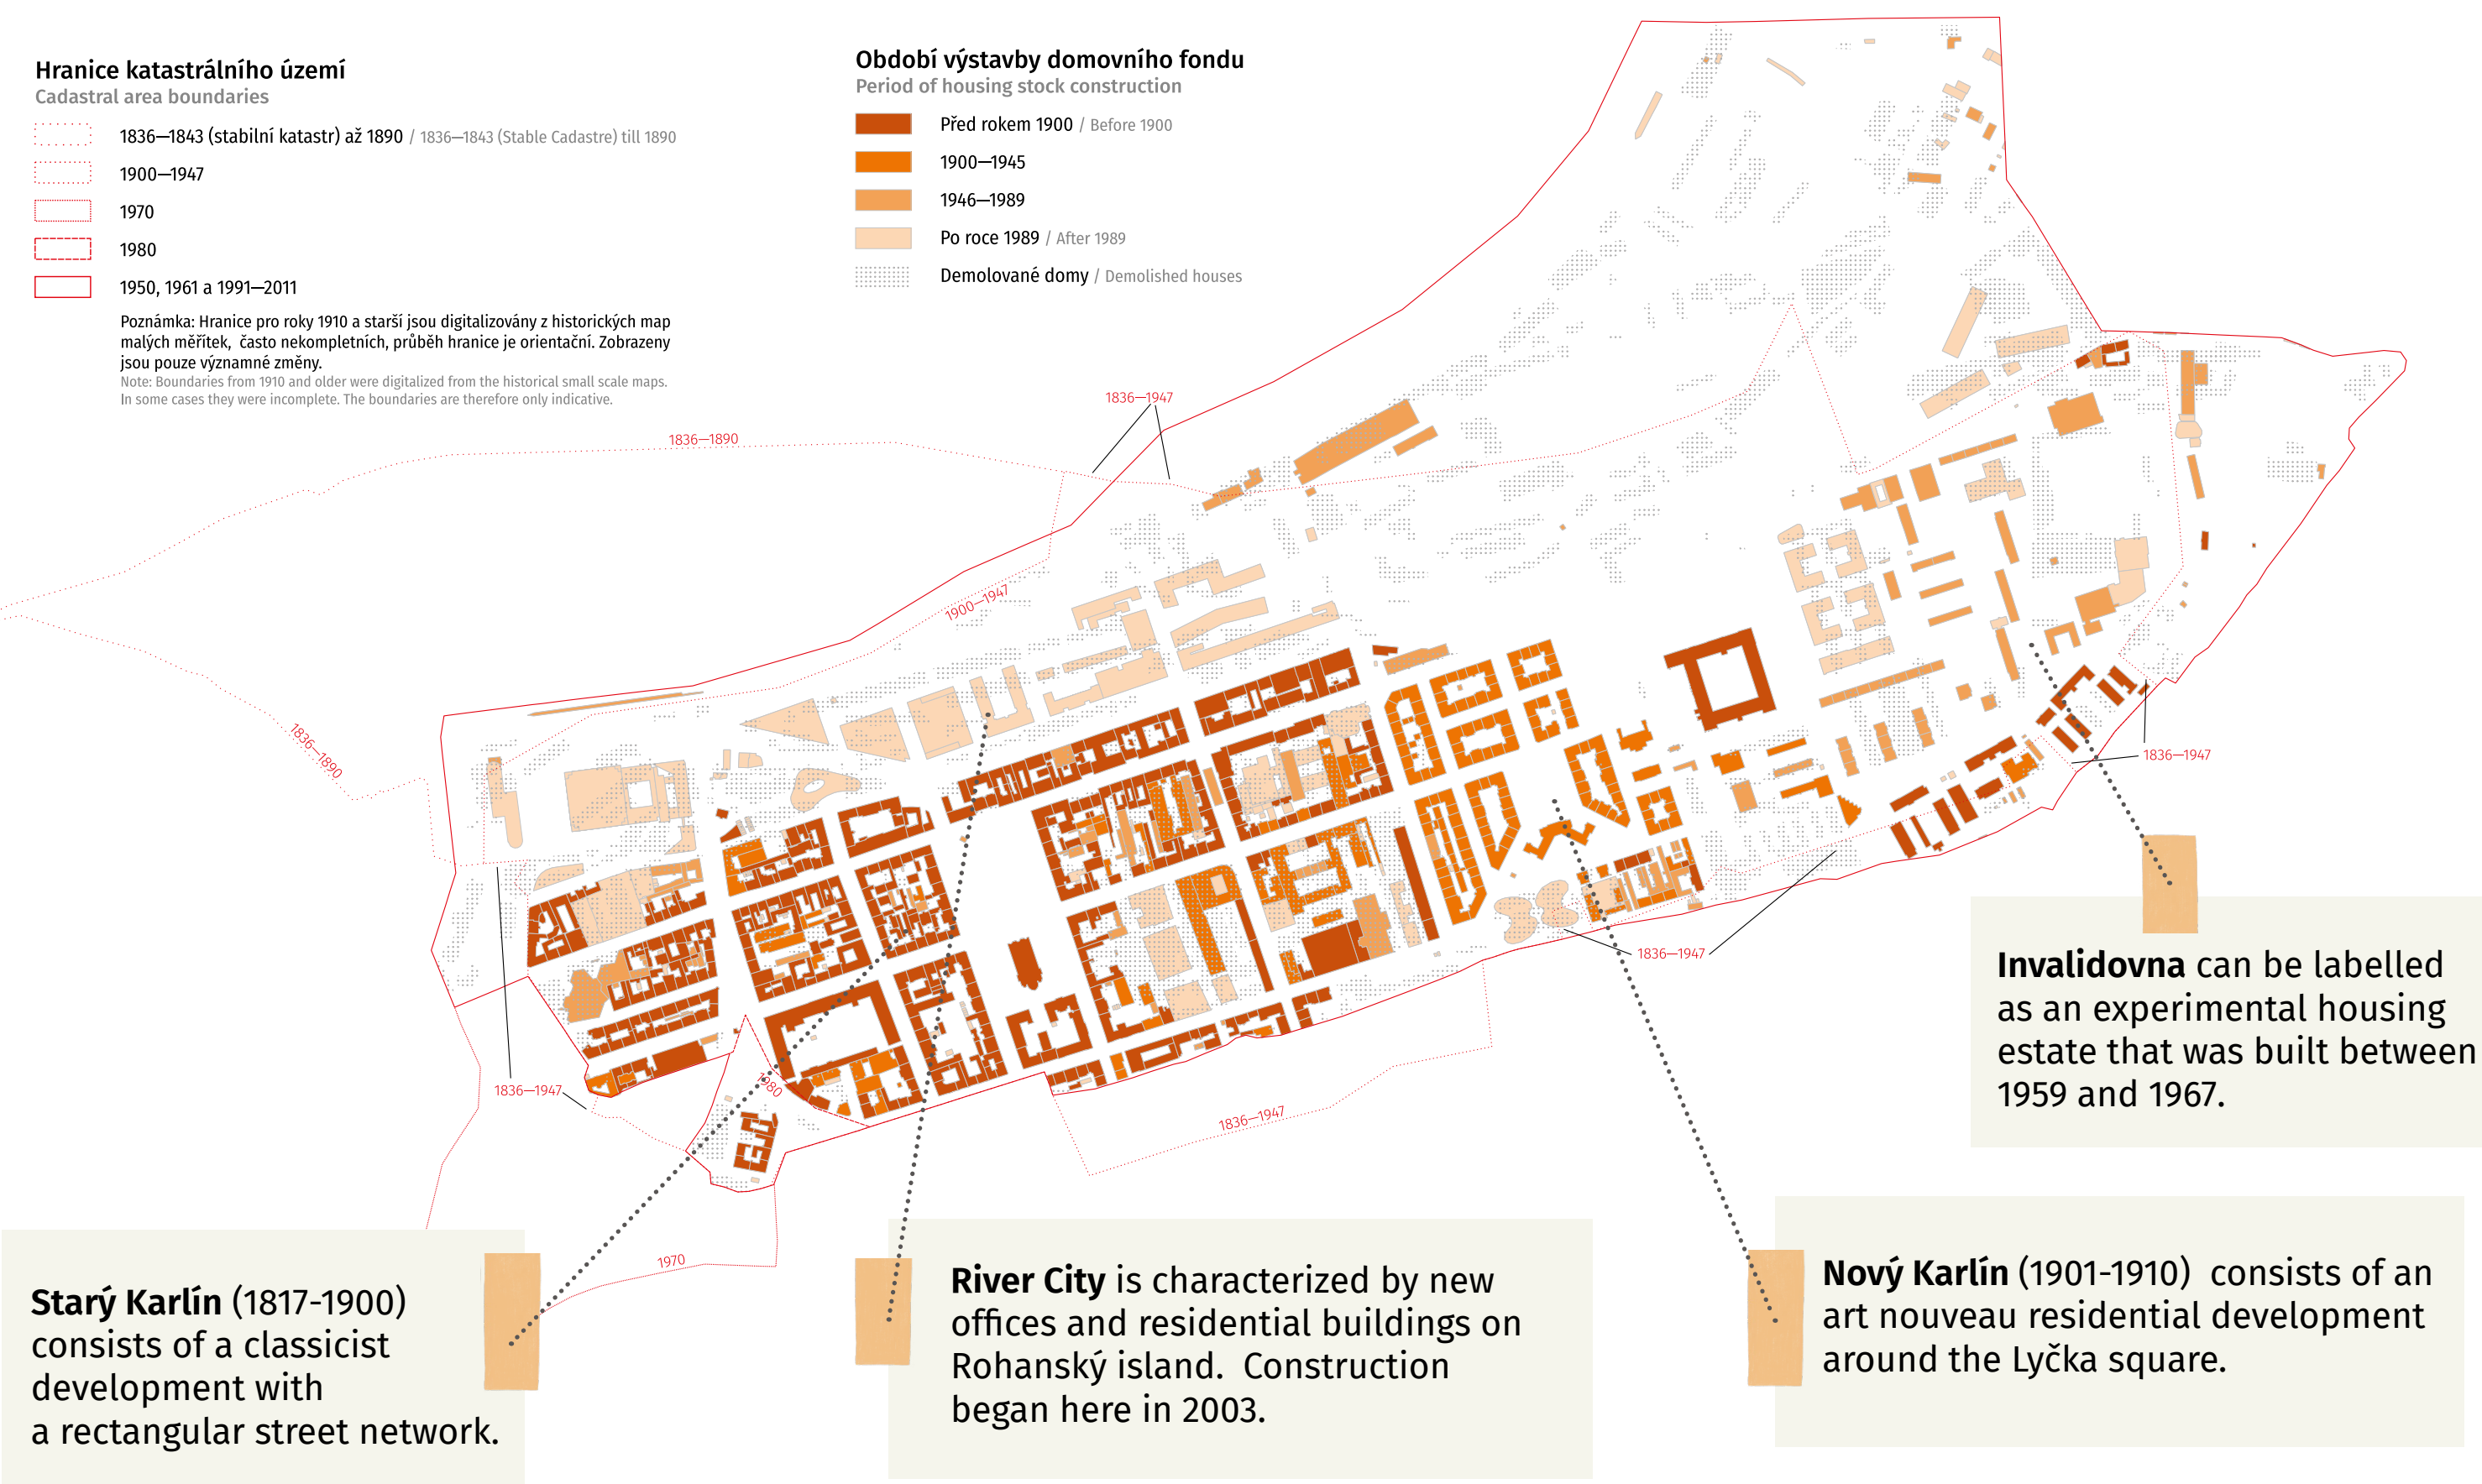 Hranice katastrálního území
Cadastral area boundaries
1836—1843 (stabilní katastr) až 1890 / 1836—1843 (Stable Cadastre) till 1890
1900—1947
1970
1980
1950, 1961 a 1991—2011
Poznámka: Hranice pro roky 1910 a starší jsou digitalizovány z historických map
malých měřítek, často nekompletních, průběh hranice je orientační. Zobrazeny
jsou pouze významné změny.
Note: Boundaries from 1910 and older were digitalized from the historical small scale maps.
In some cases they were incomplete. The boundaries are therefore only indicative.
Období výstavby domovního fondu
Period of housing stock construction
Před rokem 1900 / Before 1900
1900—1945
1946—1989
Po roce 1989 / After 1989
Demolované domy / Demolished houses
1836—1947
1836—1890
1900—1947
1836—1890
1836—1947
1836—1947
1836—1947
1980
1836—1947
1970
Invalidovna can be labelled
as an experimental housing
estate that was built between
1959 and 1967.
Starý Karlín (1817-1900)
consists of a classicist
development with
a rectangular street network.
River City is characterized by new
offices and residential buildings on
Rohanský island. Construction
began here in 2003.
Nový Karlín (1901-1910) consists of an
art nouveau residential development
around the Lyčka square.